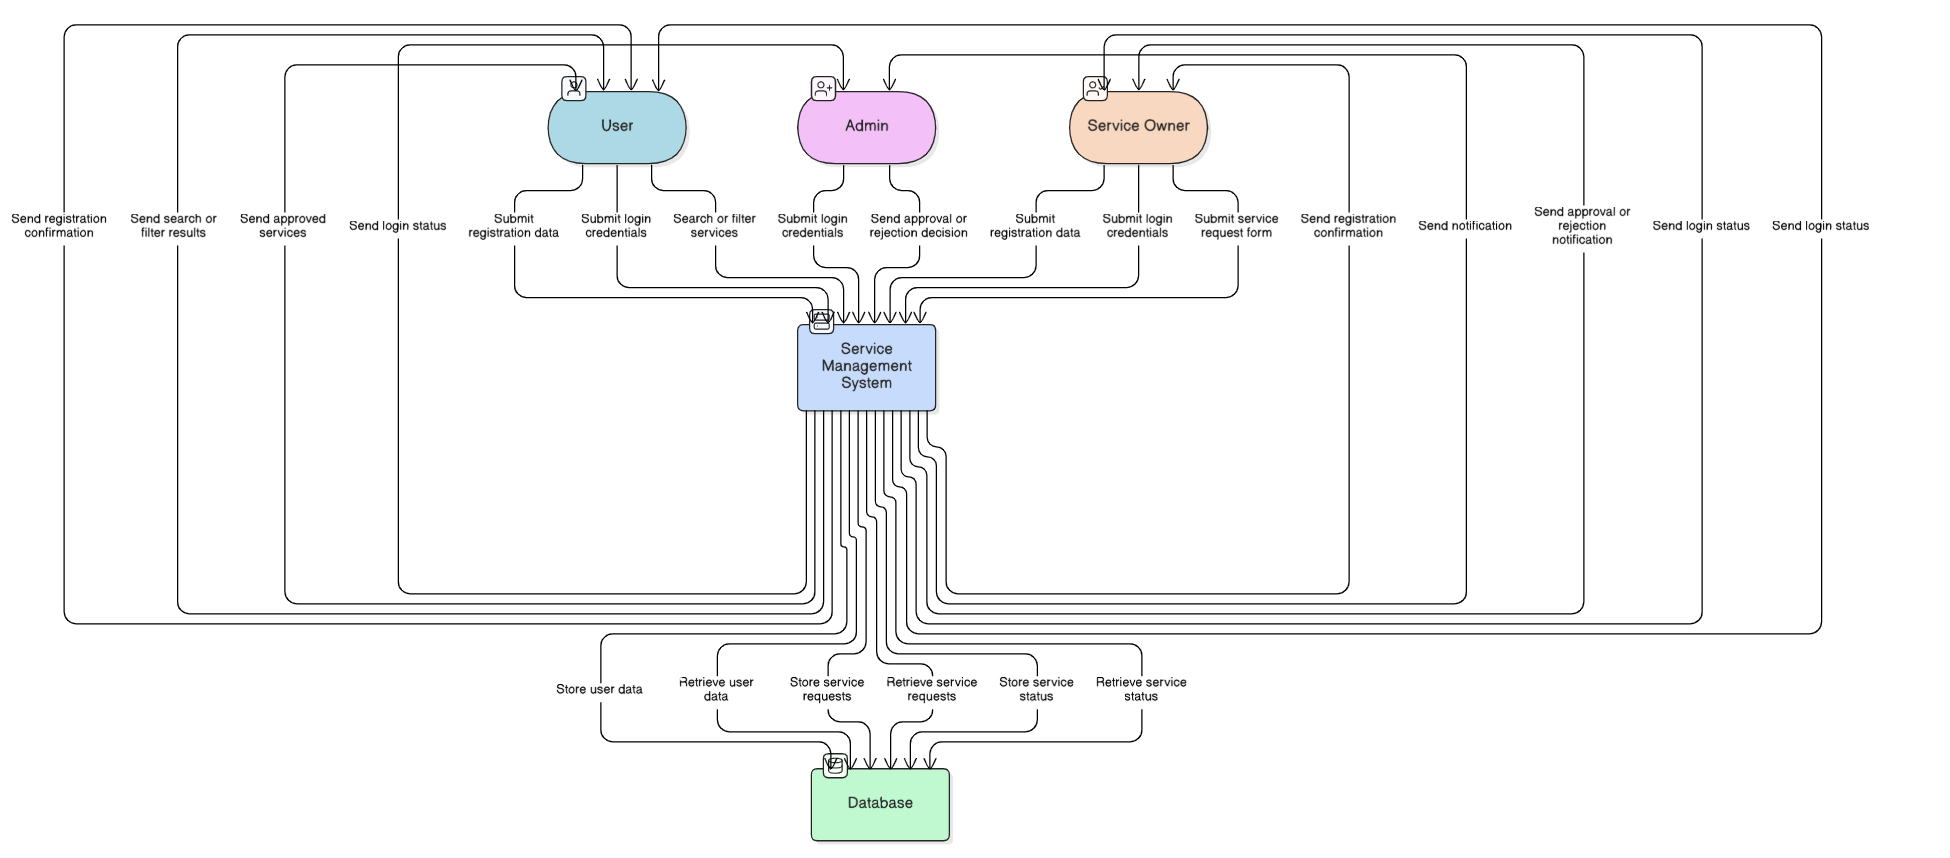 User
Admin
Service Owner
Send registration
confirmation
Send search or
filter results
Send approved
services
Send login status
Submit
registration data
Submit login
credentials
Search or filter
services
Submit login
credentials
Send approval or
rejection decision
Submit
registration data
Submit login
credentials
Submit service
request form
Send registration
confirmation
Send notification
Send approval or
rejection
notification
Send login status
Send login status
Service
Management
System
Store user data
Retrieve user
data
Store service
requests
Retrieve service
requests
Store service
status
Retrieve service
status
Database